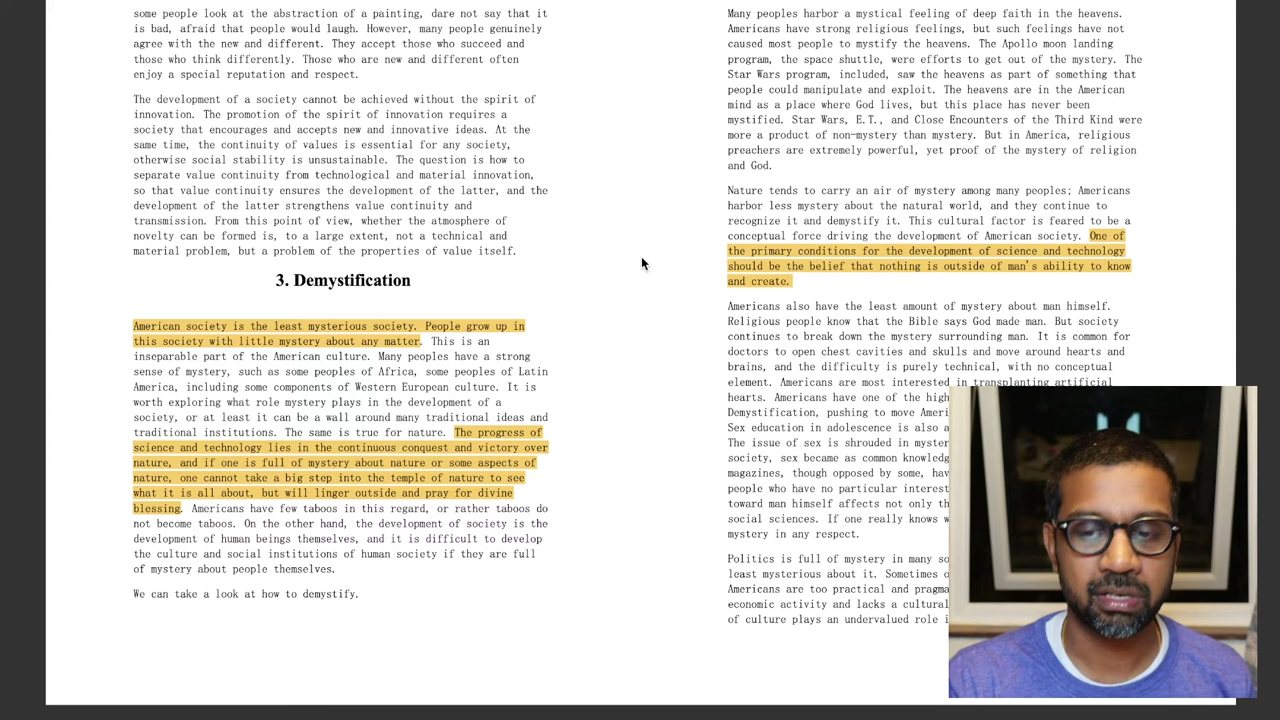 some people look at the abstraction of a painting, dare not say that it
is bad, afraid that people would laugh. However, many people genuinely
agree with the new and different. They accept those who succeed and
those who think differently. Those who are new and different often
enjoy a special reputation and respect.
The development of a society cannot be achieved without the spirit of
innovation. The promotion of the spirit of innovation requires a
society that encourages and accepts new and innovative ideas. At the
same time, the continuity of values is essential for any society,
otherwise social stability is unsustainable. The question is how to
separate value continuity from technological and material innovation,
so that value continuity ensures the development of the latter, and the
development of the latter strengthens value continuity and
transmission. From this point of view, whether the atmosphere of
novelty can be formed is, to a large extent, not a technical and
material problem, but a problem of the properties of value itself.
3. Demystification
American society is the least mysterious society. People grow up in
this society with little mystery about any matter. This is an
inseparable part of the American culture. Many peoples have a strong
sense of mystery, such as some peoples of Africa, some peoples of Latin
America, including some components of Western European culture. It is
worth exploring what role mystery plays in the development of a
society, or at least it can be a wall around many traditional ideas and
traditional institutions. The same is true for nature. The progress of
science and technology lies in the continuous conquest and victory over
nature, and if one is full of mystery about nature or some aspects of
nature, one cannot take a big step into the temple of nature to see
what it is all about, but will linger outside and pray for divine
blessing. Americans have few taboos in this regard, or rather taboos do
not become taboos. On the other hand, the development of society is the
development of human beings themselves, and it is difficult to develop
the culture and social institutions of human society if they are full
of mystery about people themselves.
We can take a look at how to demystify.
Many peoples harbor a mystical feeling of deep faith in the heavens.
Americans have strong religious feelings, but such feelings have not
caused most people to mystify the heavens. The Apollo moon landing
program, the space shuttle, were efforts to get out of the mystery. The
Star Wars program, included, saw the heavens as part of something that
people could manipulate and exploit. The heavens are in the American
mind as a place where God lives, but this place has never been
mystified. Star Wars, E.T., and Close Encounters of the Third Kind were
more a product of non-mystery than mystery. But in America, religious
preachers are extremely powerful, yet proof of the mystery of religion
and God.
Nature tends to carry an air of mystery among many peoples; Americans
harbor less mystery about the natural world, and they continue to
recognize it and demystify it. This cultural factor is feared to be a
conceptual force driving the development of American society. One of
the primary conditions for the development of science and technology
should be the belief that nothing is outside of man's ability to know
and create.
Americans also have the least amount of mystery about man himself.
Religious people know that the Bible says God made man. But society
continues to break down the mystery surrounding man. It is common for
doctors to open chest cavities and skulls and move around hearts and
brains, and the difficulty is purely technical, with no conceptual
element. Americans are most interested in transplanting artificial
hearts. Americans have one of the high
Demystification, pushing to move Ameri
Sex education in adolescence is also a
The issue of sex is shrouded in myster
society, sex became as common knowledg
magazines, though opposed by some, hav
people who have no particular interest
toward man himself affects not only th
social sciences. If one really knows w
mystery in any respect.
Politics is full of mystery in many so
least mysterious about it. Sometimes o
Americans are too practical and pragma
economic activity and lacks a cultural
of culture plays an undervalued role i